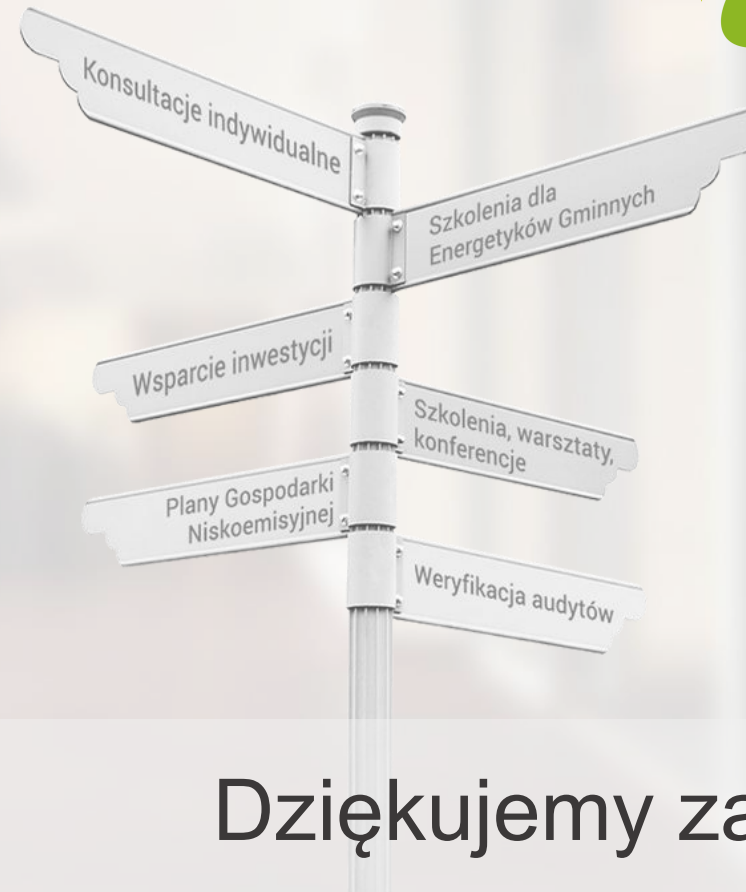 Konsultacje indywidualne
Szkolenia dla
Energetyków Gminnych
Wsparcie inwestycji
Szkolenia, warsztaty,
konferencje
Plany Gospodarki
Niskoemisyjnej
Weryfikacja audytów
Dziękujemy za